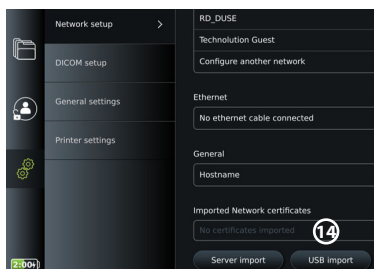 Network setup >
DICOM setup
General settings
Printer settings
RD_DUSE
Technolution Guest
Configure another network
Ethernet
No ethernet cable connected
General
Hostname
Imported Network certificates
No certificates imported
14
Server import
USB import
2:00